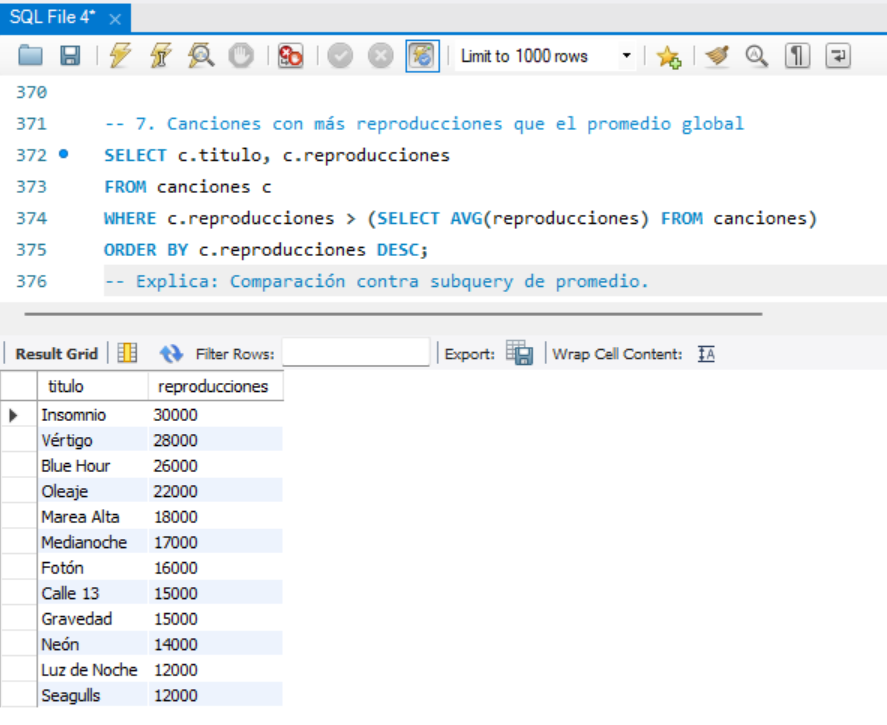 SQL File 4*
Limit to 1000 rows
370
371 -- 7. Canciones con más reproducciones que el promedio global
372 SELECT c.titulo, c.reproducciones
373 FROM canciones c
374 WHERE c.reproducciones > (SELECT AVG(reproducciones) FROM canciones)
375 ORDER BY c.reproducciones DESC;
376 -- Explica: Comparación contra subquery de promedio.
Result Grid Filter Rows: Export: Wrap Cell Content: IA
titulo reproducciones
Insomnio 30000
Vértigo 28000
Blue Hour 26000
Oleaje 22000
Marea Alta 18000
Medianoche 17000
Fotón 16000
Calle 13 15000
Gravedad 15000
Neón 14000
Luz de Noche 12000
Seagulls 12000